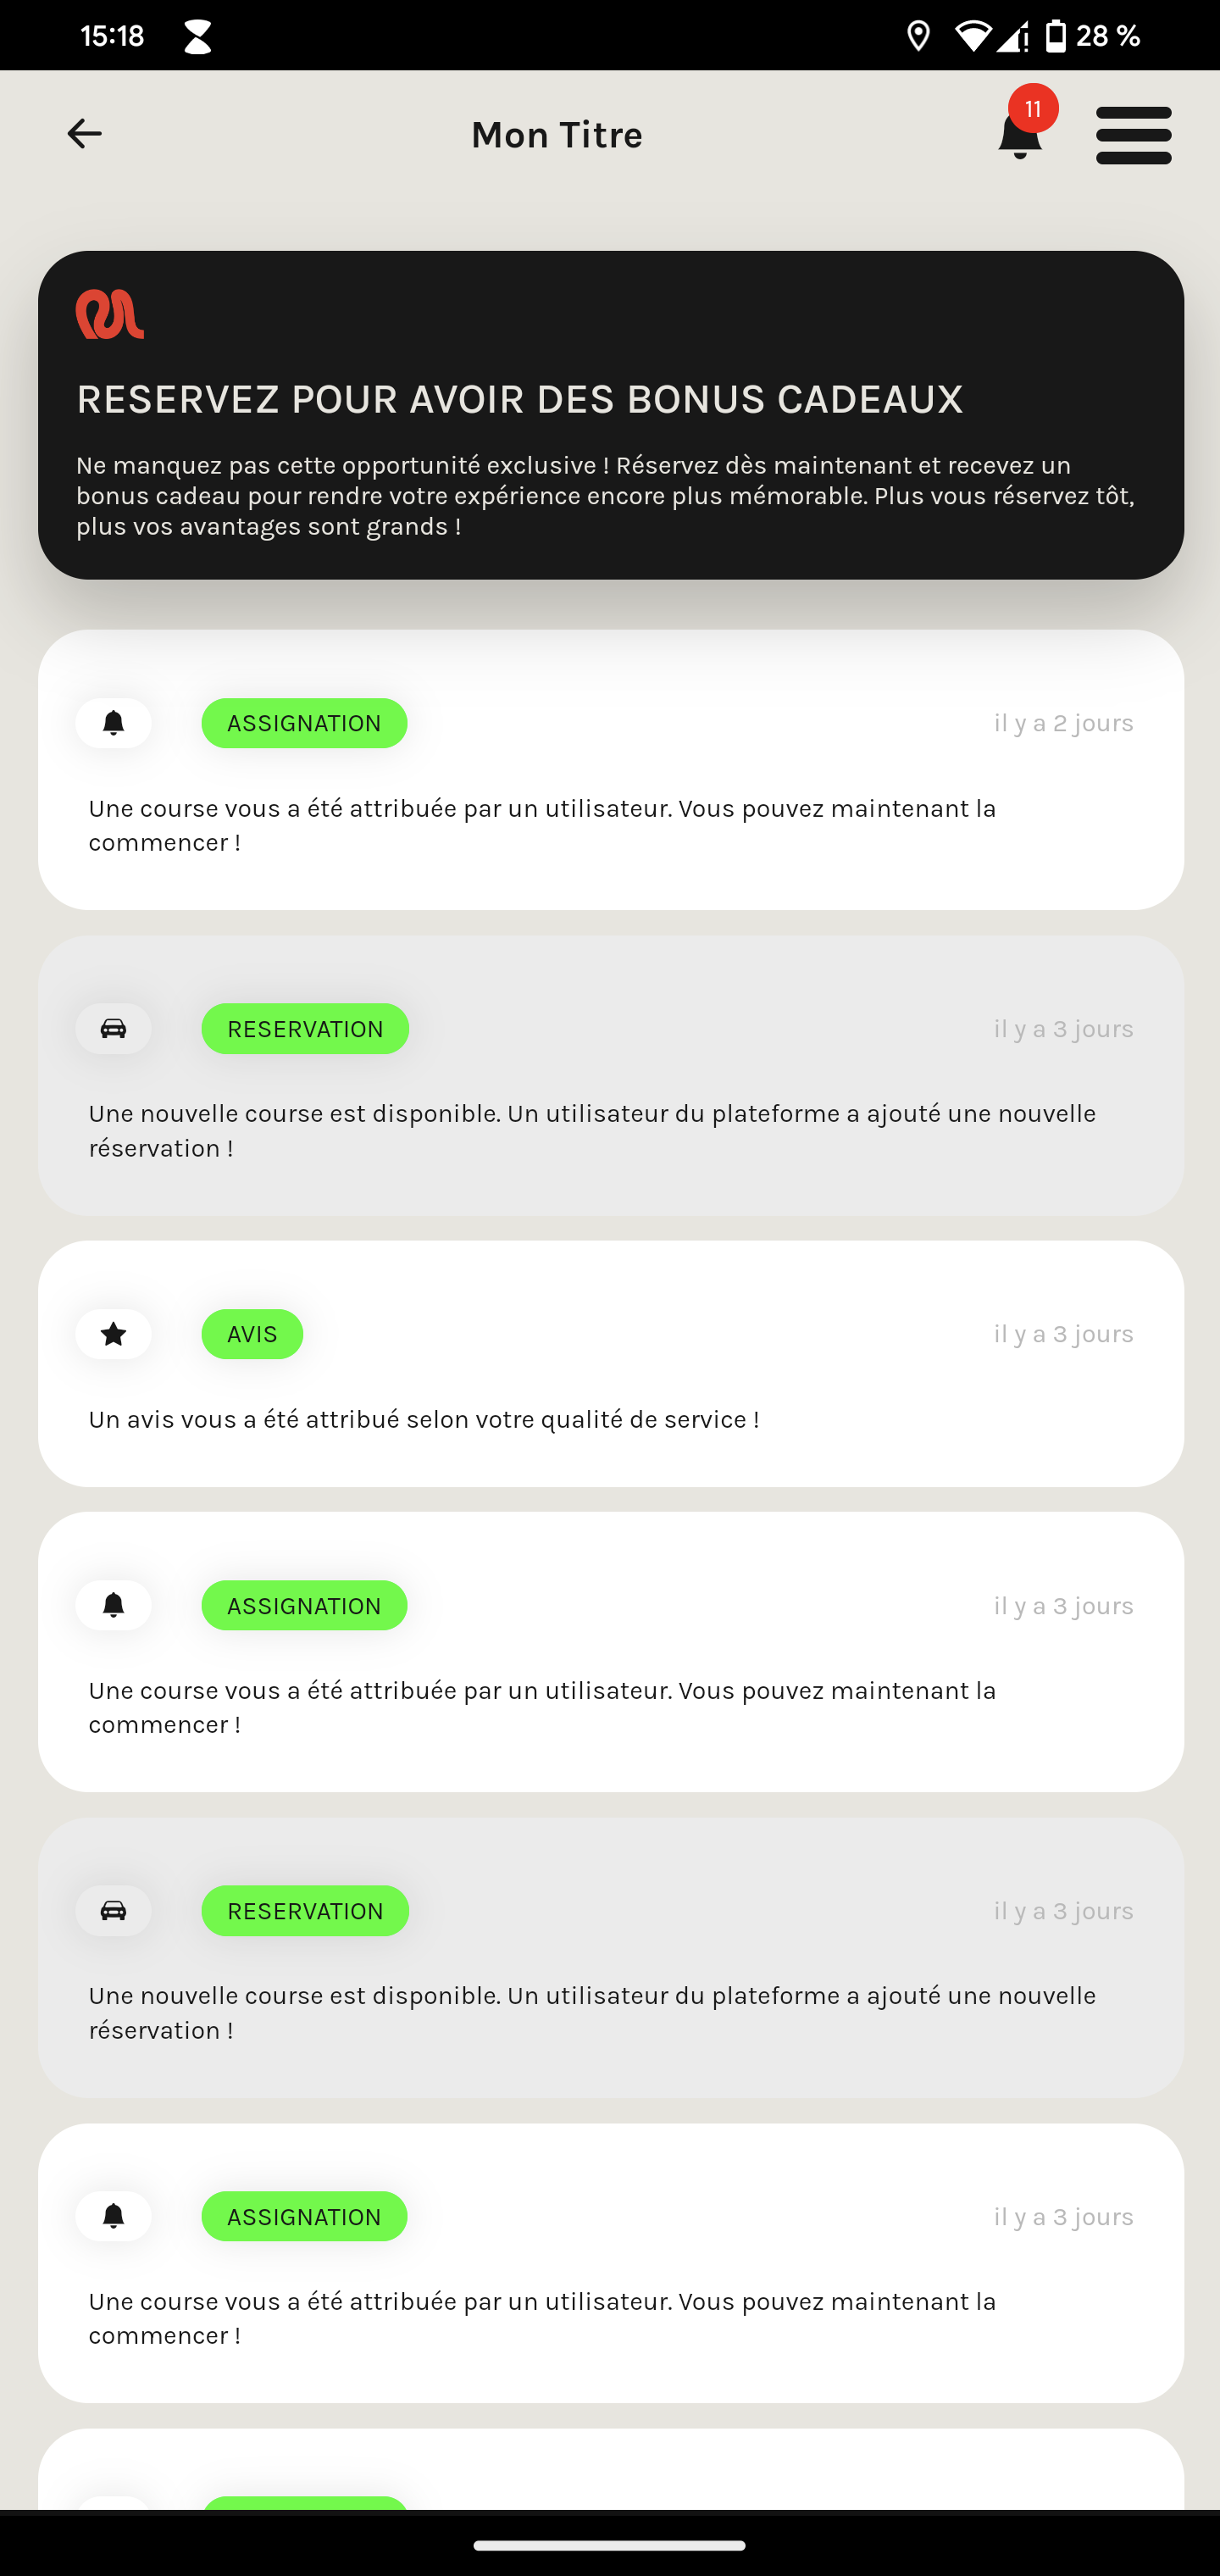 15:18
28 %
Mon Titre
11
RESERVEZ POUR AVOIR DES BONUS CADEAUX
Ne manquez pas cette opportunité exclusive ! Réservez dès maintenant et recevez un
bonus cadeau pour rendre votre expérience encore plus mémorable. Plus vous réservez tôt,
plus vos avantages sont grands !
ASSIGNATION
il y a 2 jours
Une course vous a été attribuée par un utilisateur. Vous pouvez maintenant la
commencer !
RESERVATION
il y a 3 jours
Une nouvelle course est disponible. Un utilisateur du plateforme a ajouté une nouvelle
réservation !
AVIS
il y a 3 jours
Un avis vous a été attribué selon votre qualité de service !
ASSIGNATION
il y a 3 jours
Une course vous a été attribuée par un utilisateur. Vous pouvez maintenant la
commencer !
RESERVATION
il y a 3 jours
Une nouvelle course est disponible. Un utilisateur du plateforme a ajouté une nouvelle
réservation !
ASSIGNATION
il y a 3 jours
Une course vous a été attribuée par un utilisateur. Vous pouvez maintenant la
commencer !